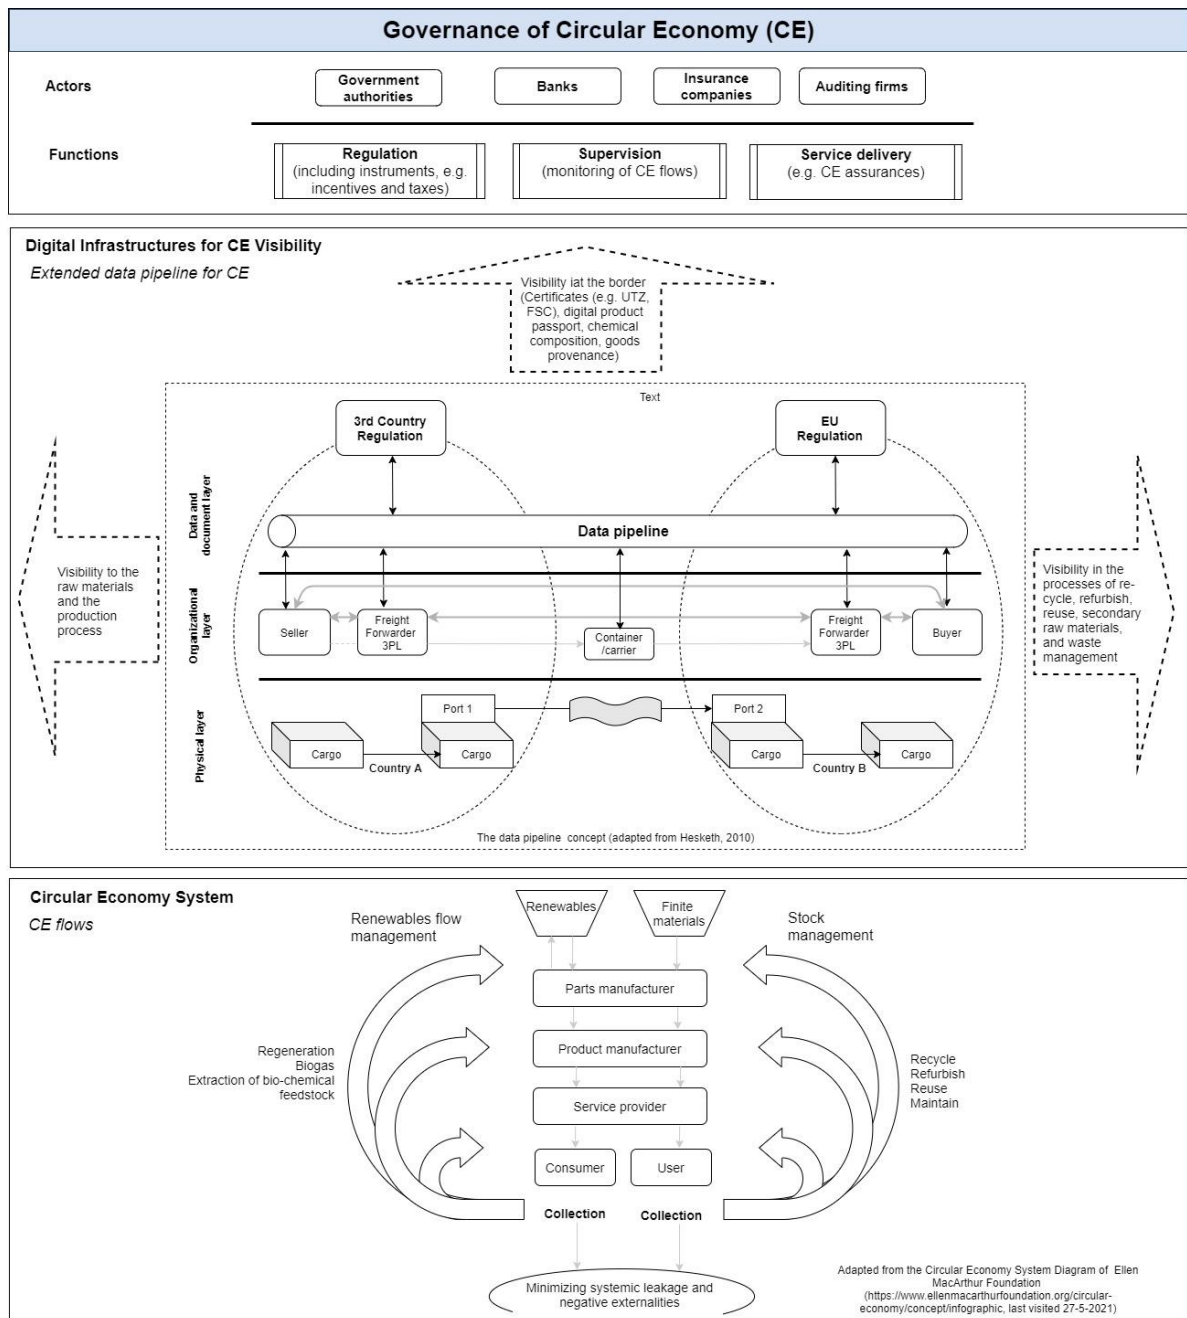 Governance of Circular Economy (CE)
Actors
Government
authorities
Banks
Insurance
companies
Auditing firms
Functions
Regulation
(including instruments, e.g.
incentives and taxes)
Supervision
(monitoring of CE flows)
Service delivery
(e.g. CE assurances)
Digital Infrastructures for CE Visibility
Extended data pipeline for CE
Visibility iat the border
(Certificates (e.g. UTZ,
FSC), digital product
passport, chemical
composition, goods
provenance)
Text
3rd Country
Regulation
EU
Regulation
Data and
document layer
Data pipeline
Visibility to the
raw materials
and the
production
process
Visibility in the
processes of re-
cycle, refurbish,
reuse, secondary
raw materials,
and waste
management
Organizational
layer
Seller
Freight
Forwarder
3PL
Container
/carrier
Freight
Forwarder
3PL
Buyer
Physical layer
Port 1
Port 2
Cargo
Cargo
Cargo
Cargo
Country A
Country B
The data pipeline concept (adapted from Hesketh, 2010)
Circular Economy System
CE flows
Renewables flow
management
Renewables
Finite
materials
Stock
management
Parts manufacturer
Product manufacturer
Service provider
Consumer
User
Regeneration
Biogas
Extraction of bio-chemical
feedstock
Recycle
Refurbish
Reuse
Maintain
Collection
Collection
Minimizing systemic leakage and
negative externalities
Adapted from the Circular Economy System Diagram of Ellen
MacArthur Foundation
(https://www.ellenmacarthurfoundation.org/circular-
economy/concept/infographic, last visited 27-5-2021)